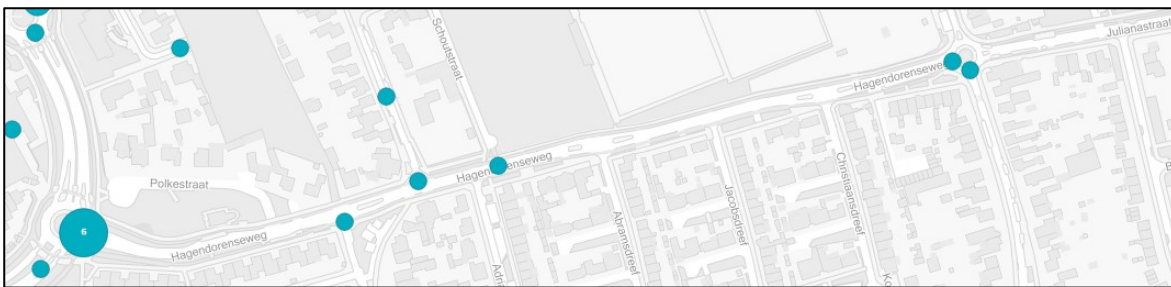 Julianastraat
Schoutstraat
Hagendorenseweg
Hagendorenseweg
Christiaansdreef
Polkestraat
Jacobsdreef
Abramsdreef
6
Hagendorenseweg